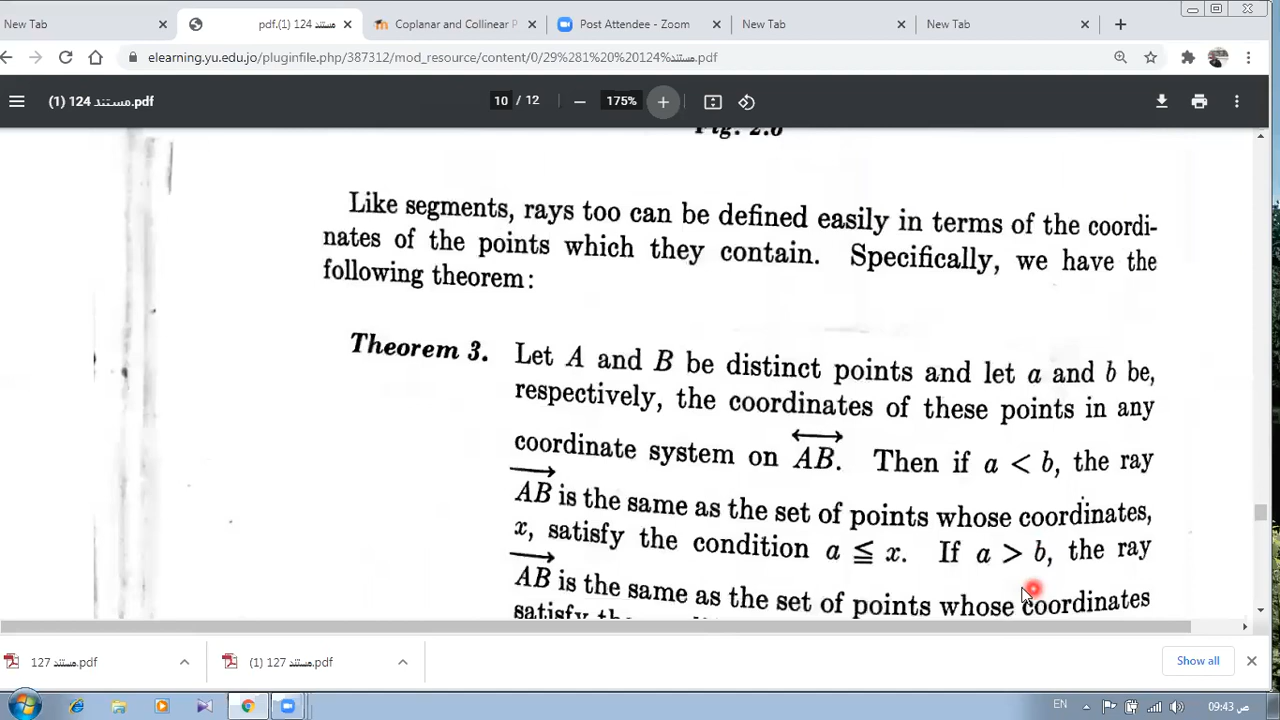 New Tab
مستند 124 (1).pdf
Coplanar and Collinear P
Post Attendee - Zoom
New Tab
New Tab
elearning.yu.edu.jo/pluginfile.php/387312/mod_resource/content/0/29%281%20%20124%مستند.pdf
(1) 124 مستند.pdf
10 / 12
175%
Fig. 2.6
Like segments, rays too can be defined easily in terms of the coordi-
nates of the points which they contain. Specifically, we have the
following theorem:
Theorem 3. Let A and B be distinct points and let a and b be,
respectively, the coordinates of these points in any
coordinate system on AB. Then if a < b, the ray
AB is the same as the set of points whose coordinates,
x, satisfy the condition a ≦ x. If a > b, the ray
AB is the same as the set of points whose coordinates
satisfy the
127 مستند.pdf
(1) 127 مستند.pdf
Show all
EN
09:43 ص